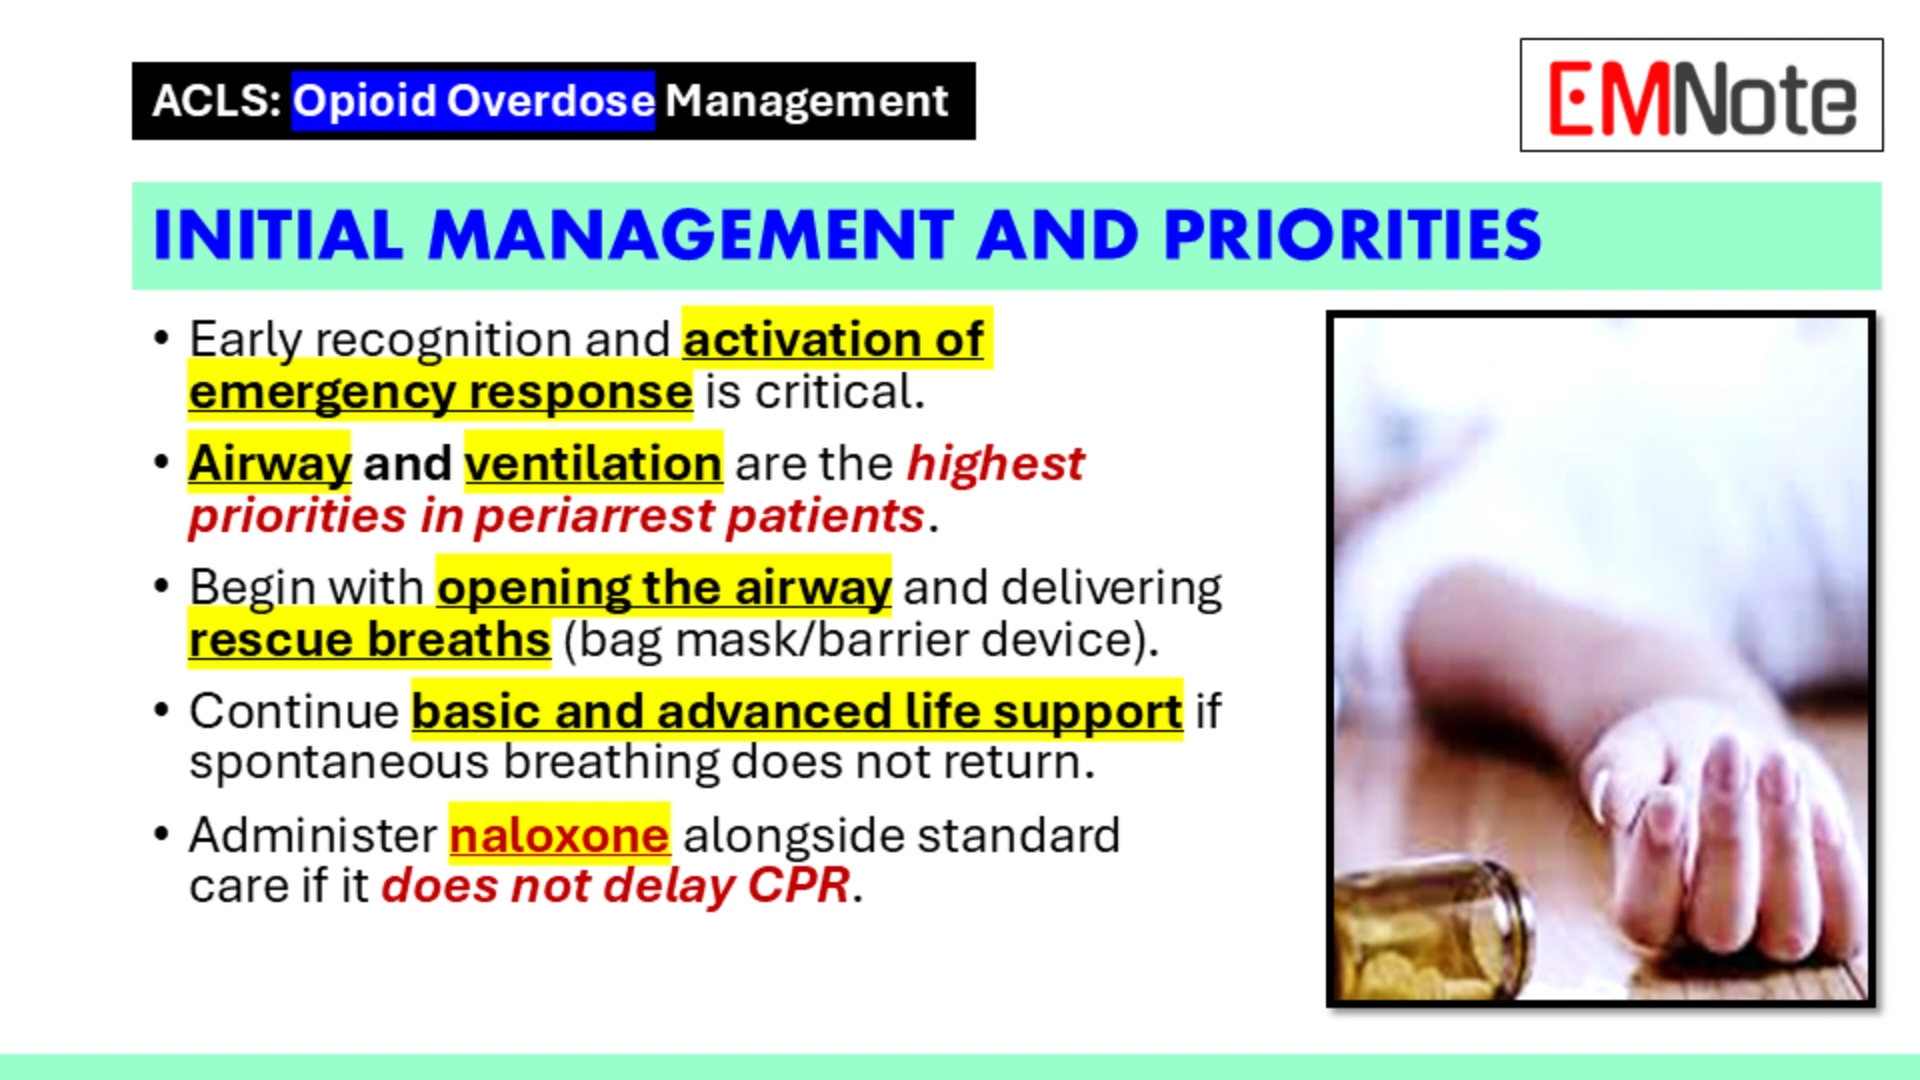 ACLS: Opioid Overdose Management
EMNote
INITIAL MANAGEMENT AND PRIORITIES
• Early recognition and activation of
emergency response is critical.
• Airway and ventilation are the highest
priorities in periarrest patients.
• Begin with opening the airway and delivering
rescue breaths (bag mask/barrier device).
• Continue basic and advanced life support if
spontaneous breathing does not return.
• Administer naloxone alongside standard
care if it does not delay CPR.